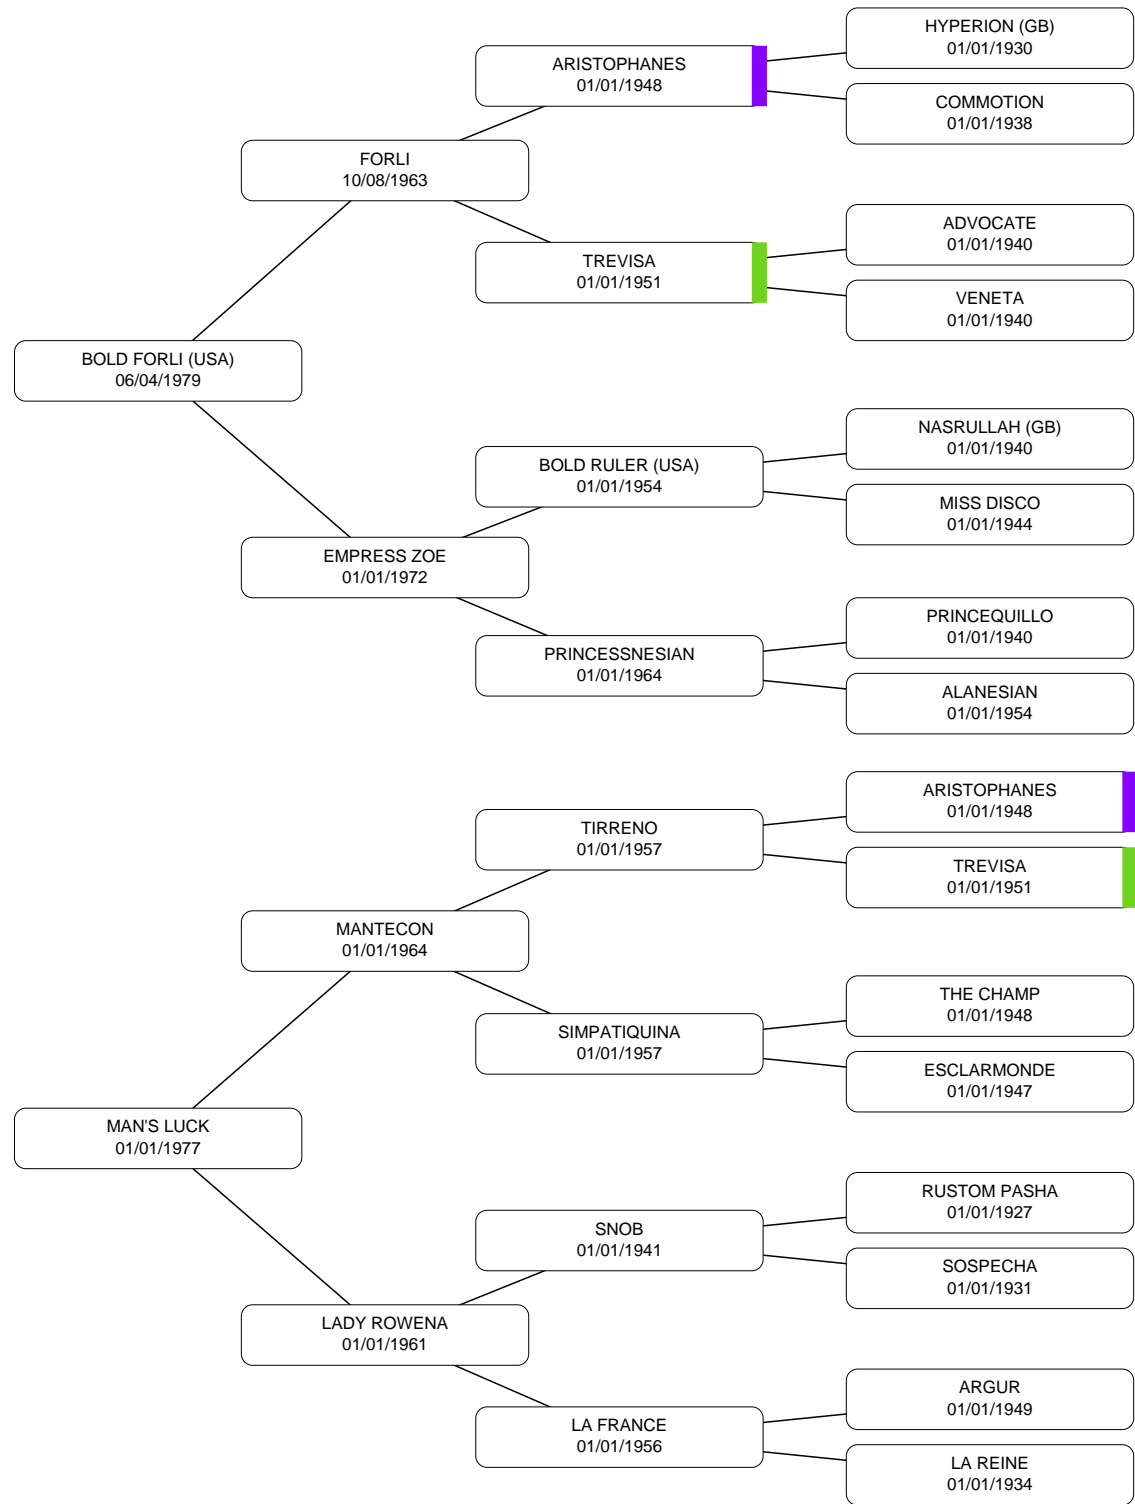 HYPERION (GB)
01/01/1930
ARISTOPHANES
01/01/1948
COMMOTION
01/01/1938
FORLI
10/08/1963
ADVOCATE
01/01/1940
TREVISA
01/01/1951
VENETA
01/01/1940
BOLD FORLI (USA)
06/04/1979
NASRULLAH (GB)
01/01/1940
BOLD RULER (USA)
01/01/1954
MISS DISCO
01/01/1944
EMPRESS ZOE
01/01/1972
PRINCEQUILLO
01/01/1940
PRINCESSNESIAN
01/01/1964
ALANESIAN
01/01/1954
ARISTOPHANES
01/01/1948
TIRRENO
01/01/1957
TREVISA
01/01/1951
MANTECON
01/01/1964
THE CHAMP
01/01/1948
SIMPATIQUINA
01/01/1957
ESCLARMONDE
01/01/1947
MAN'S LUCK
01/01/1977
RUSTOM PASHA
01/01/1927
SNOB
01/01/1941
SOSPECHA
01/01/1931
LADY ROWENA
01/01/1961
ARGUR
01/01/1949
LA FRANCE
01/01/1956
LA REINE
01/01/1934